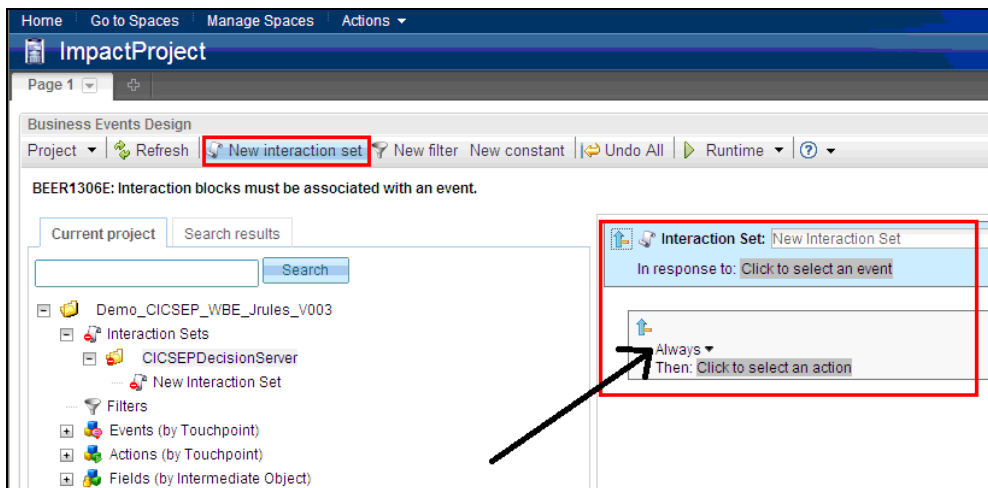 Home Go to Spaces Manage Spaces Actions
ImpactProject
Page 1
Business Events Design
Project Refresh New interaction set New filter New constant Undo All Runtime ?
BEER1306E: Interaction blocks must be associated with an event.
Current project Search results
Search
Interaction Set: New Interaction Set
In response to: Click to select an event
Always
Then: Click to select an action
Demo_CICSEP_WBE_Jrules_V003
Interaction Sets
CICSEPDecisionServer
New Interaction Set
Filters
Events (by Touchpoint)
Actions (by Touchpoint)
Fields (by Intermediate Object)